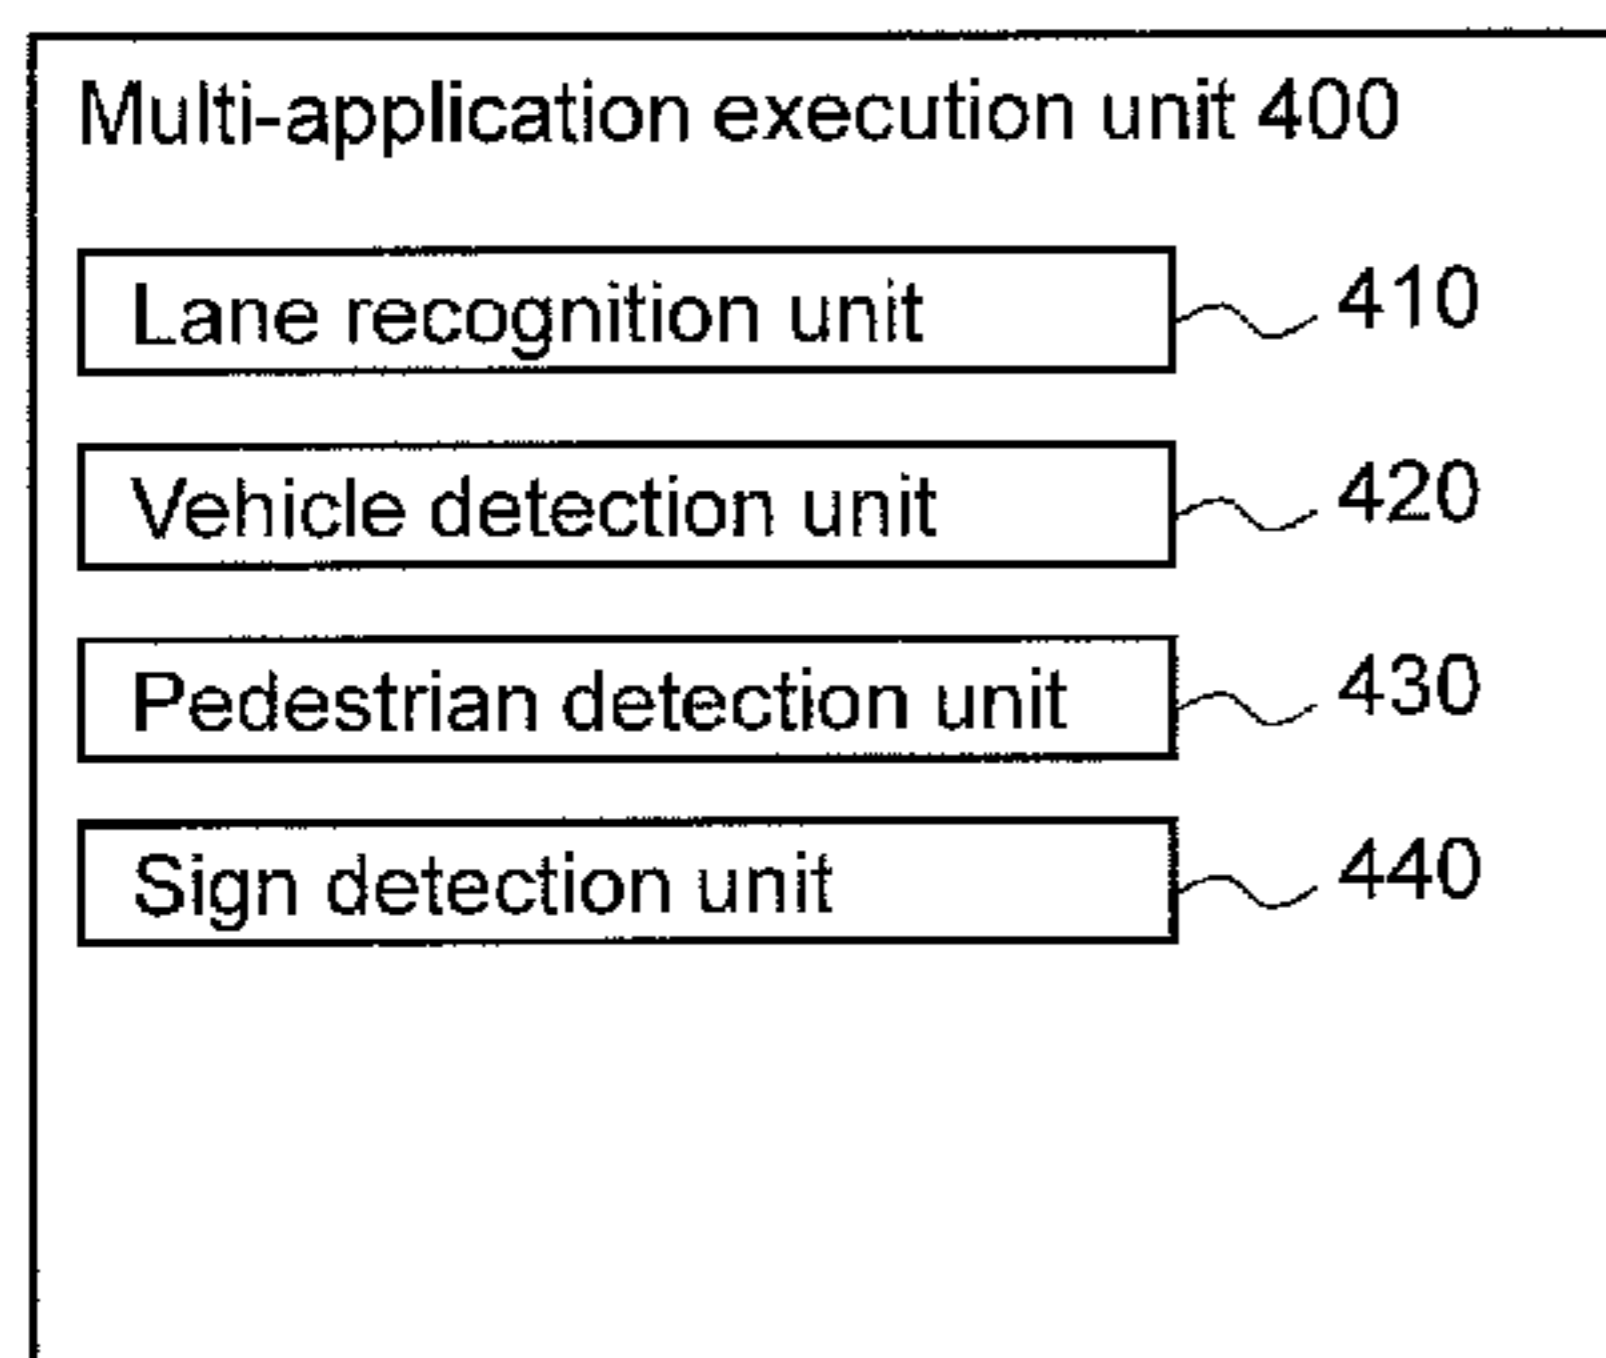 Multi-application execution unit 400
Lane recognition unit 410
Vehicle detection unit 420
Pedestrian detection unit 430
Sign detection unit 440